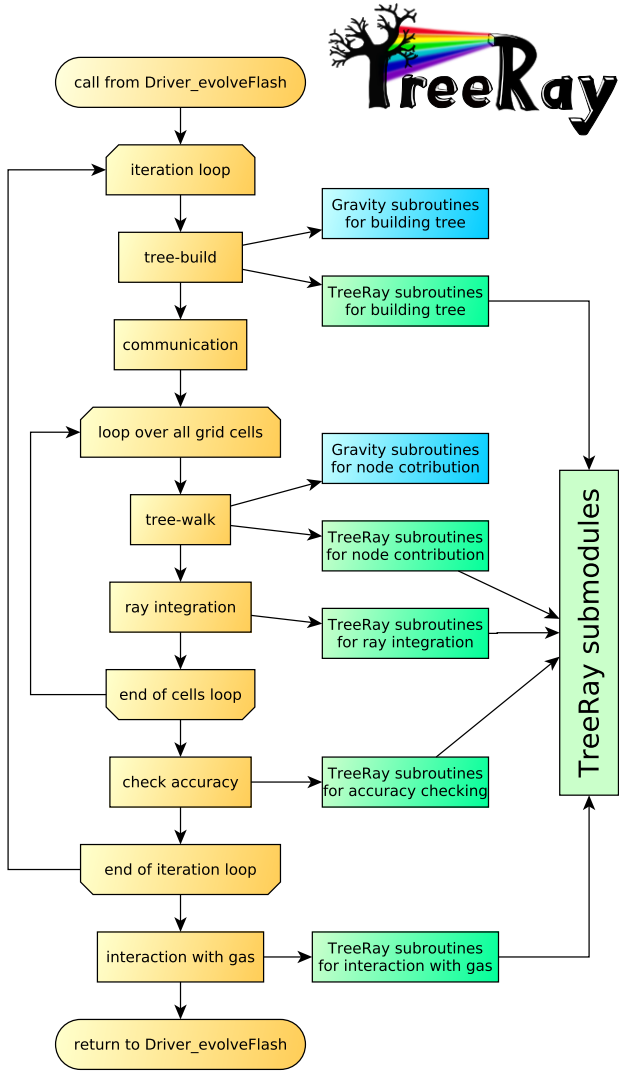 TreeRay
call from Driver_evolveFlash
iteration loop
Gravity subroutines
for building tree
tree-build
TreeRay subroutines
for building tree
communication
loop over all grid cells
Gravity subroutines
for node cotribution
tree-walk
TreeRay subroutines
for node contribution
ray integration
TreeRay subroutines
for ray integration
TreeRay submodules
end of cells loop
check accuracy
TreeRay subroutines
for accuracy checking
end of iteration loop
interaction with gas
TreeRay subroutines
for interaction with gas
return to Driver_evolveFlash